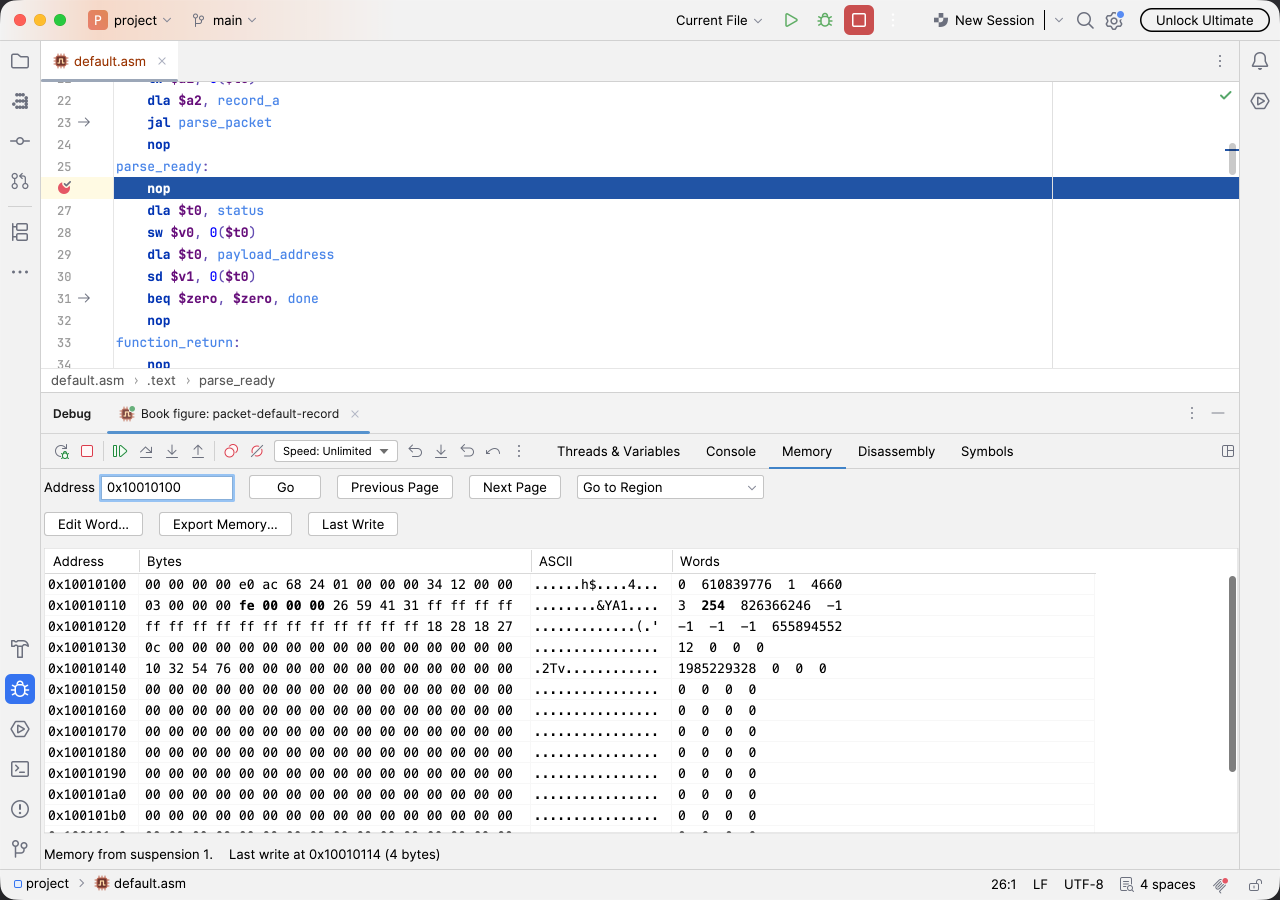 P project main Current File New Session Unlock Ultimate
default.asm
22 dla $a2, record_a
23 jal parse_packet
24 nop
25 parse_ready:
nop
27 dla $t0, status
28 sw $v0, 0($t0)
29 dla $t0, payload_address
30 sd $v1, 0($t0)
31 beq $zero, $zero, done
32 nop
33 function_return:
34 nop
default.asm › .text › parse_ready
Debug Book figure: packet-default-record
Speed: Unlimited Threads & Variables Console Memory Disassembly Symbols
Address 0x10010100 Go Previous Page Next Page Go to Region
Edit Word... Export Memory... Last Write
Address Bytes ASCII Words
0x10010100 00 00 00 00 e0 ac 68 24 01 00 00 00 34 12 00 00 ......h$....4... 0 610839776 1 4660
0x10010110 03 00 00 00 fe 00 00 00 26 59 41 31 ff ff ff ff ........&YA1.... 3 254 826366246 −1
0x10010120 ff ff ff ff ff ff ff ff ff ff ff ff 18 28 18 27 .............(.' −1 −1 −1 655894552
0x10010130 0c 00 00 00 00 00 00 00 00 00 00 00 00 00 00 00 ................ 12 0 0 0
0x10010140 10 32 54 76 00 00 00 00 00 00 00 00 00 00 00 00 .2Tv............ 1985229328 0 0 0
0x10010150 00 00 00 00 00 00 00 00 00 00 00 00 00 00 00 00 ................ 0 0 0 0
0x10010160 00 00 00 00 00 00 00 00 00 00 00 00 00 00 00 00 ................ 0 0 0 0
0x10010170 00 00 00 00 00 00 00 00 00 00 00 00 00 00 00 00 ................ 0 0 0 0
0x10010180 00 00 00 00 00 00 00 00 00 00 00 00 00 00 00 00 ................ 0 0 0 0
0x10010190 00 00 00 00 00 00 00 00 00 00 00 00 00 00 00 00 ................ 0 0 0 0
0x100101a0 00 00 00 00 00 00 00 00 00 00 00 00 00 00 00 00 ................ 0 0 0 0
0x100101b0 00 00 00 00 00 00 00 00 00 00 00 00 00 00 00 00 ................ 0 0 0 0
Memory from suspension 1. Last write at 0x10010114 (4 bytes)
project › default.asm 26:1 LF UTF-8 4 spaces